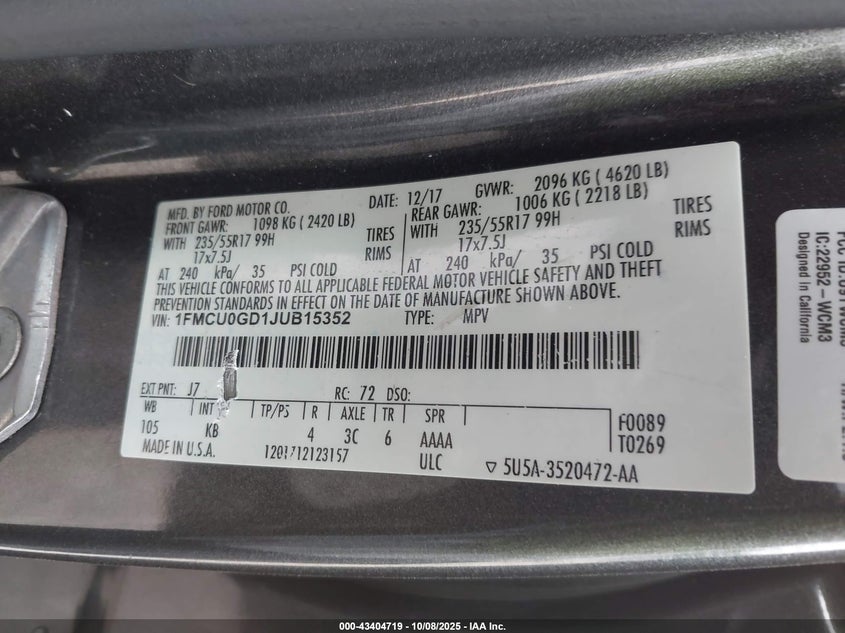 MFD. BY FORD MOTOR CO. DATE: 12/17 GVWR: 2096 KG ( 4620 LB)
FRONT GAWR: 1098 KG ( 2420 LB) REAR GAWR: 1006 KG ( 2218 LB)
WITH 235/55R17 99H TIRES WITH 235/55R17 99H TIRES
17x7.5J RIMS 17x7.5J RIMS
AT 240 kPa/ 35 PSI COLD AT 240 kPa/ 35 PSI COLD
THIS VEHICLE CONFORMS TO ALL APPLICABLE FEDERAL MOTOR VEHICLE SAFETY AND THEFT
PREVENTION STANDARDS IN EFFECT ON THE DATE OF MANUFACTURE SHOWN ABOVE.
VIN: 1FMCU0GD1JUB15352 TYPE: MPV
EXT PNT: J7 RC: 72 DSO:
WB INT TP/PS R AXLE TR SPR
105 KB 4 3C 6 AAAA F0089
MADE IN U.S.A. 1201712123157 ULC T0269
5U5A-3520472-AA
IC:22952 – WCM3
Designed in California
000-43404719 - 10/08/2025 - IAA Inc.